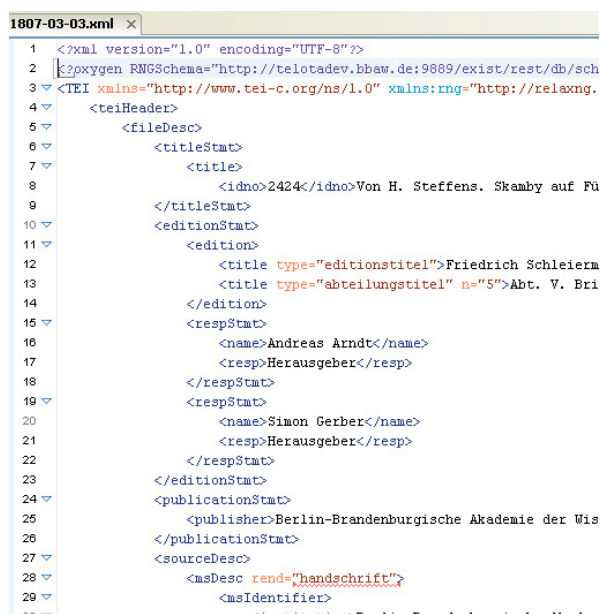 1807-03-03.xml ×
1 <?xml version="1.0" encoding="UTF-8"?>
2 <?oxygen RNGSchema="http://telotadev.bbaw.de:9889/exist/rest/db/sch
3 <TEI xmlns="http://www.tei-c.org/ns/1.0" xmlns:rng="http://relaxng.
4 <teiHeader>
5 <fileDesc>
6 <titleStmt>
7 <title>
8 <idno>2424</idno>Von H. Steffens. Skamby auf Fü
9 </titleStmt>
10 <editionStmt>
11 <edition>
12 <title type="editionstitel">Friedrich Schleierm
13 <title type="abteilungstitel" n="5">Abt. V. Bri
14 </edition>
15 <respStmt>
16 <name>Andreas Arndt</name>
17 <resp>Herausgeber</resp>
18 </respStmt>
19 <respStmt>
20 <name>Simon Gerber</name>
21 <resp>Herausgeber</resp>
22 </respStmt>
23 </editionStmt>
24 <publicationStmt>
25 <publisher>Berlin-Brandenburgische Akademie der Wis
26 </publicationStmt>
27 <sourceDesc>
28 <msDesc rend="handschrift">
29 <msIdentifier>